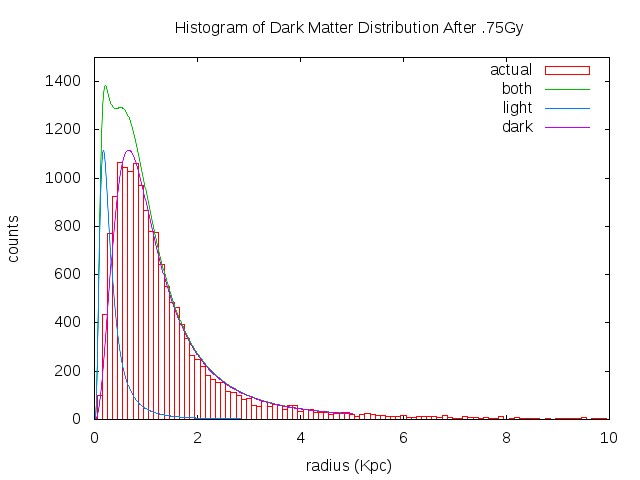 Histogram of Dark Matter Distribution After .75Gy
actual
both
light
dark
1400
1200
1000
800
600
400
200
0
counts
0 2 4 6 8 10
radius (Kpc)